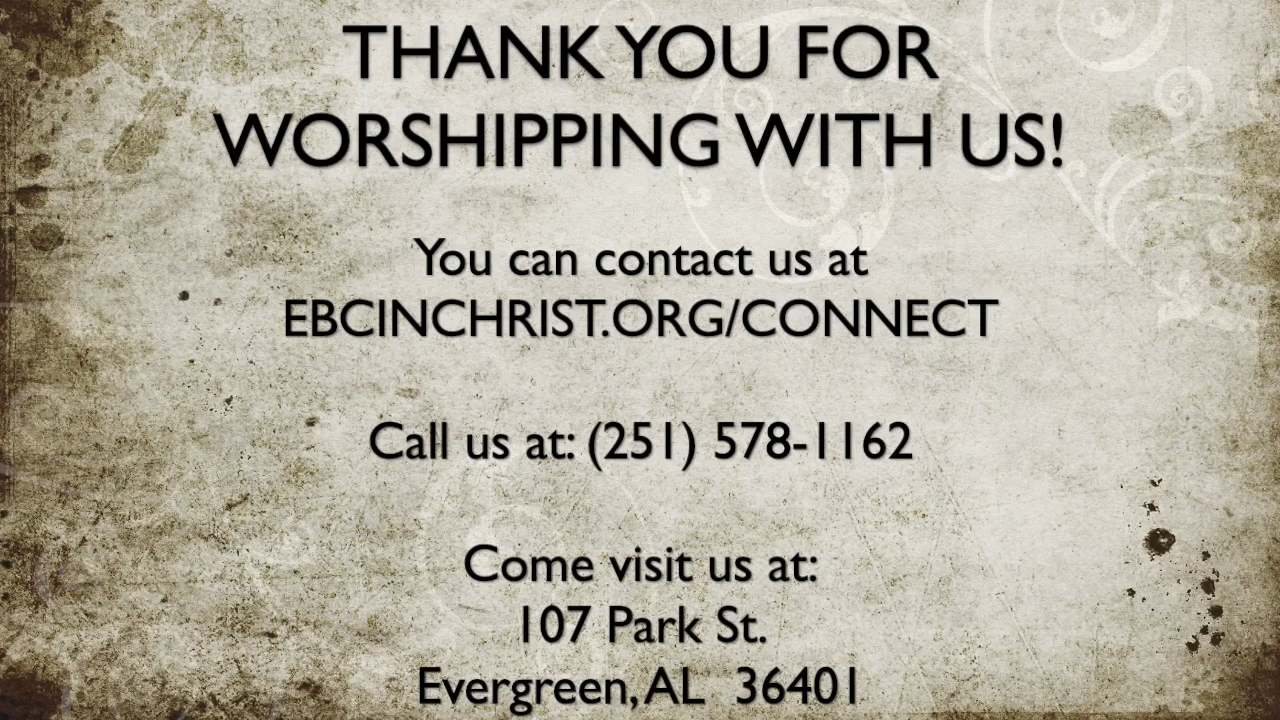 THANK YOU FOR
WORSHIPPING WITH US!
You can contact us at
EBCINCHRIST.ORG/CONNECT
Call us at: (251) 578-1162
Come visit us at:
107 Park St.
Evergreen, AL  36401